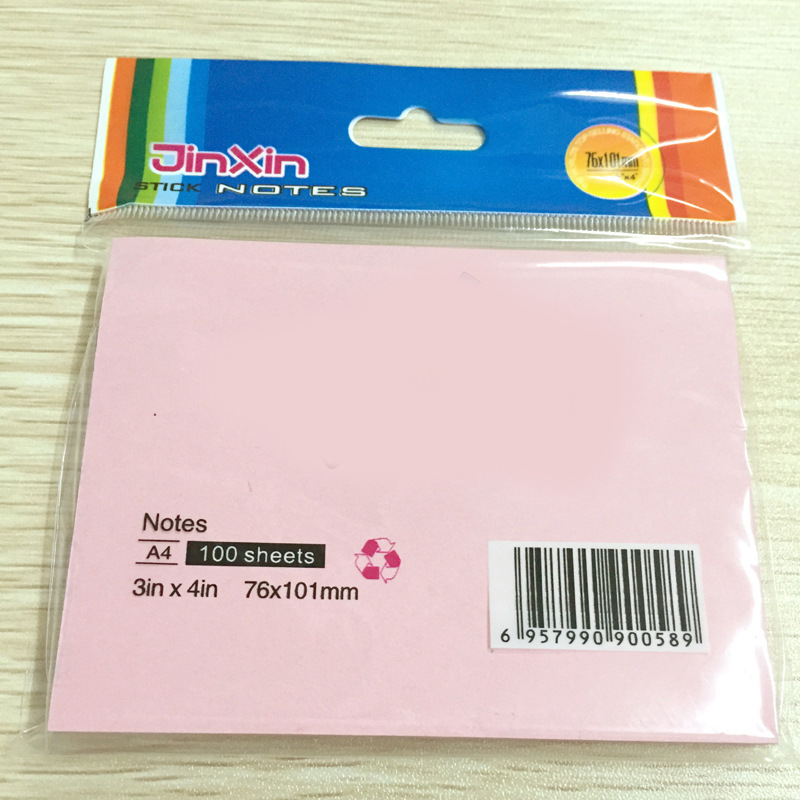 JinXin
STICK NOTES
76x101mm
Notes
A4
100 sheets
3in x 4in 76x101mm
6 957990 900589